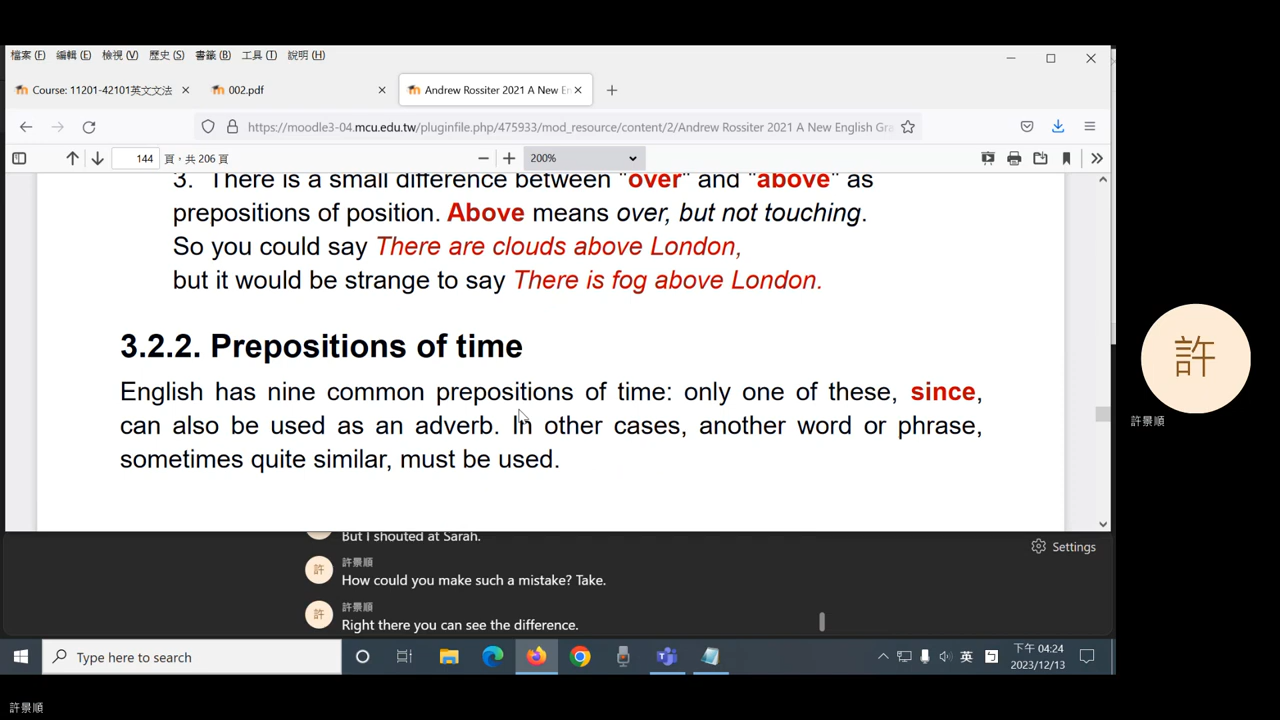 檔案 (F) 編輯 (E) 檢視 (V) 歷史 (S) 書籤 (B) 工具 (T) 說明 (H)
Course: 11201-42101英文文法 002.pdf Andrew Rossiter 2021 A New En
https://moodle3-04.mcu.edu.tw/pluginfile.php/475933/mod_resource/content/2/Andrew Rossiter 2021 A New English Gra
144 頁，共 206 頁 200%
3. There is a small difference between "over" and "above" as
prepositions of position. Above means over, but not touching.
So you could say There are clouds above London,
but it would be strange to say There is fog above London.
3.2.2. Prepositions of time
English has nine common prepositions of time: only one of these, since,
can also be used as an adverb. In other cases, another word or phrase,
sometimes quite similar, must be used.
許
許景順
But I shouted at Sarah.
Settings
許景順
許
How could you make such a mistake? Take.
許景順
許
Right there you can see the difference.
Type here to search
英
下午 04:24
2023/12/13
許景順